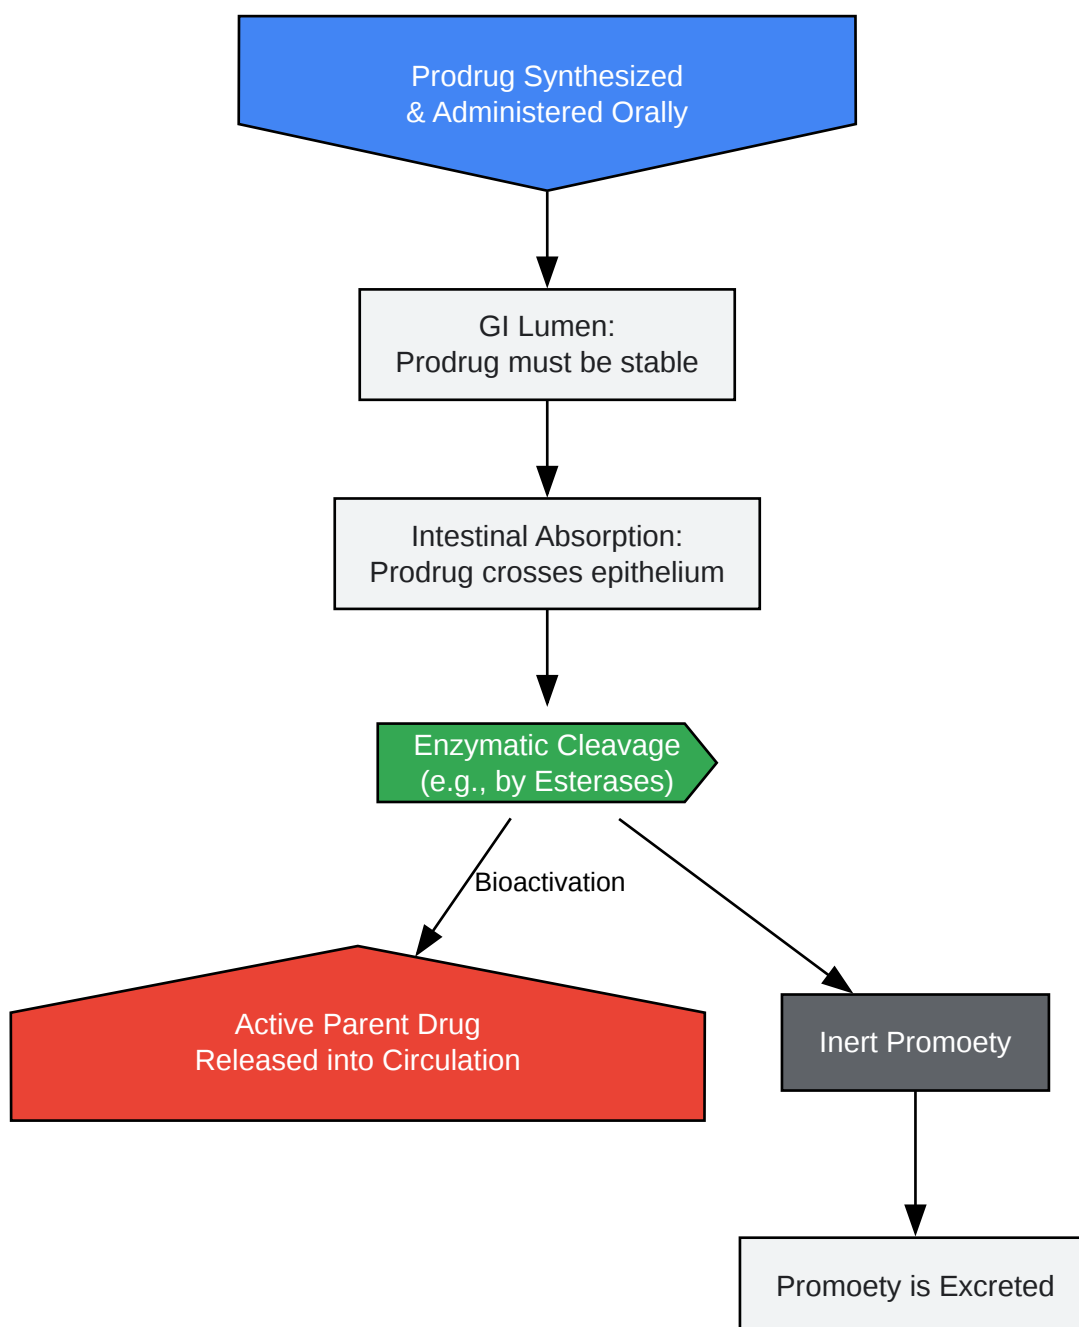 Prodrug Synthesized
& Administered Orally
GI Lumen:
Prodrug must be stable
Intestinal Absorption:
Prodrug crosses epithelium
Enzymatic Cleavage
(e.g., by Esterases)
Bioactivation
Active Parent Drug
Released into Circulation
Inert Promoety
Promoety is Excreted